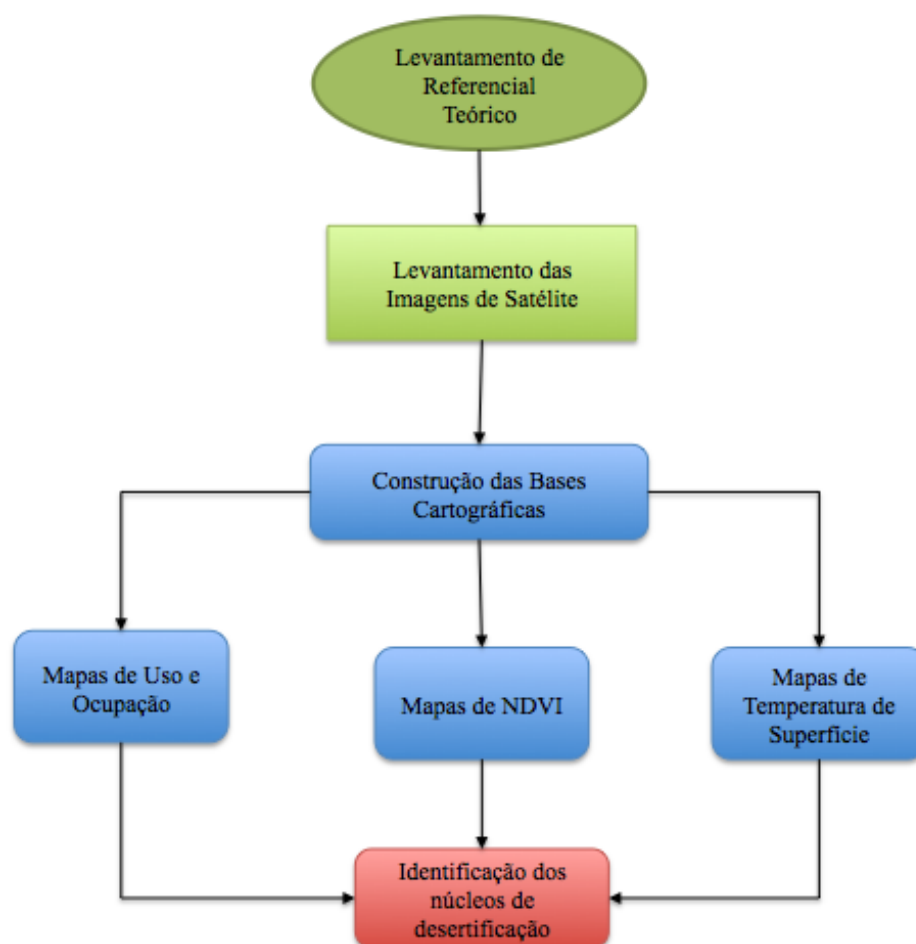 Levantamento de
Referencial
Teórico
Levantamento das
Imagens de Satélite
Construção das Bases
Cartográficas
Mapas de Uso e
Ocupação
Mapas de NDVI
Mapas de
Temperatura de
Superfície
Identificação dos
núcleos de
desertificação